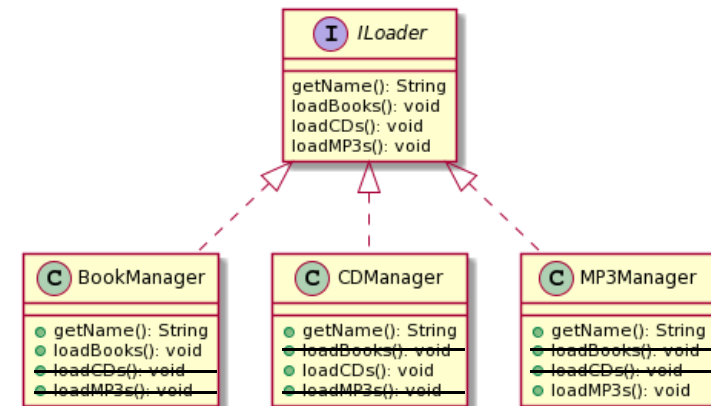 I ILoader
getName(): String
loadBooks(): void
loadCDs(): void
loadMP3s(): void
C BookManager
getName(): String
loadBooks(): void
loadCDs(): void
loadMP3s(): void
C CDManager
getName(): String
loadBooks(): void
loadCDs(): void
loadMP3s(): void
C MP3Manager
getName(): String
loadBooks(): void
loadCDs(): void
loadMP3s(): void